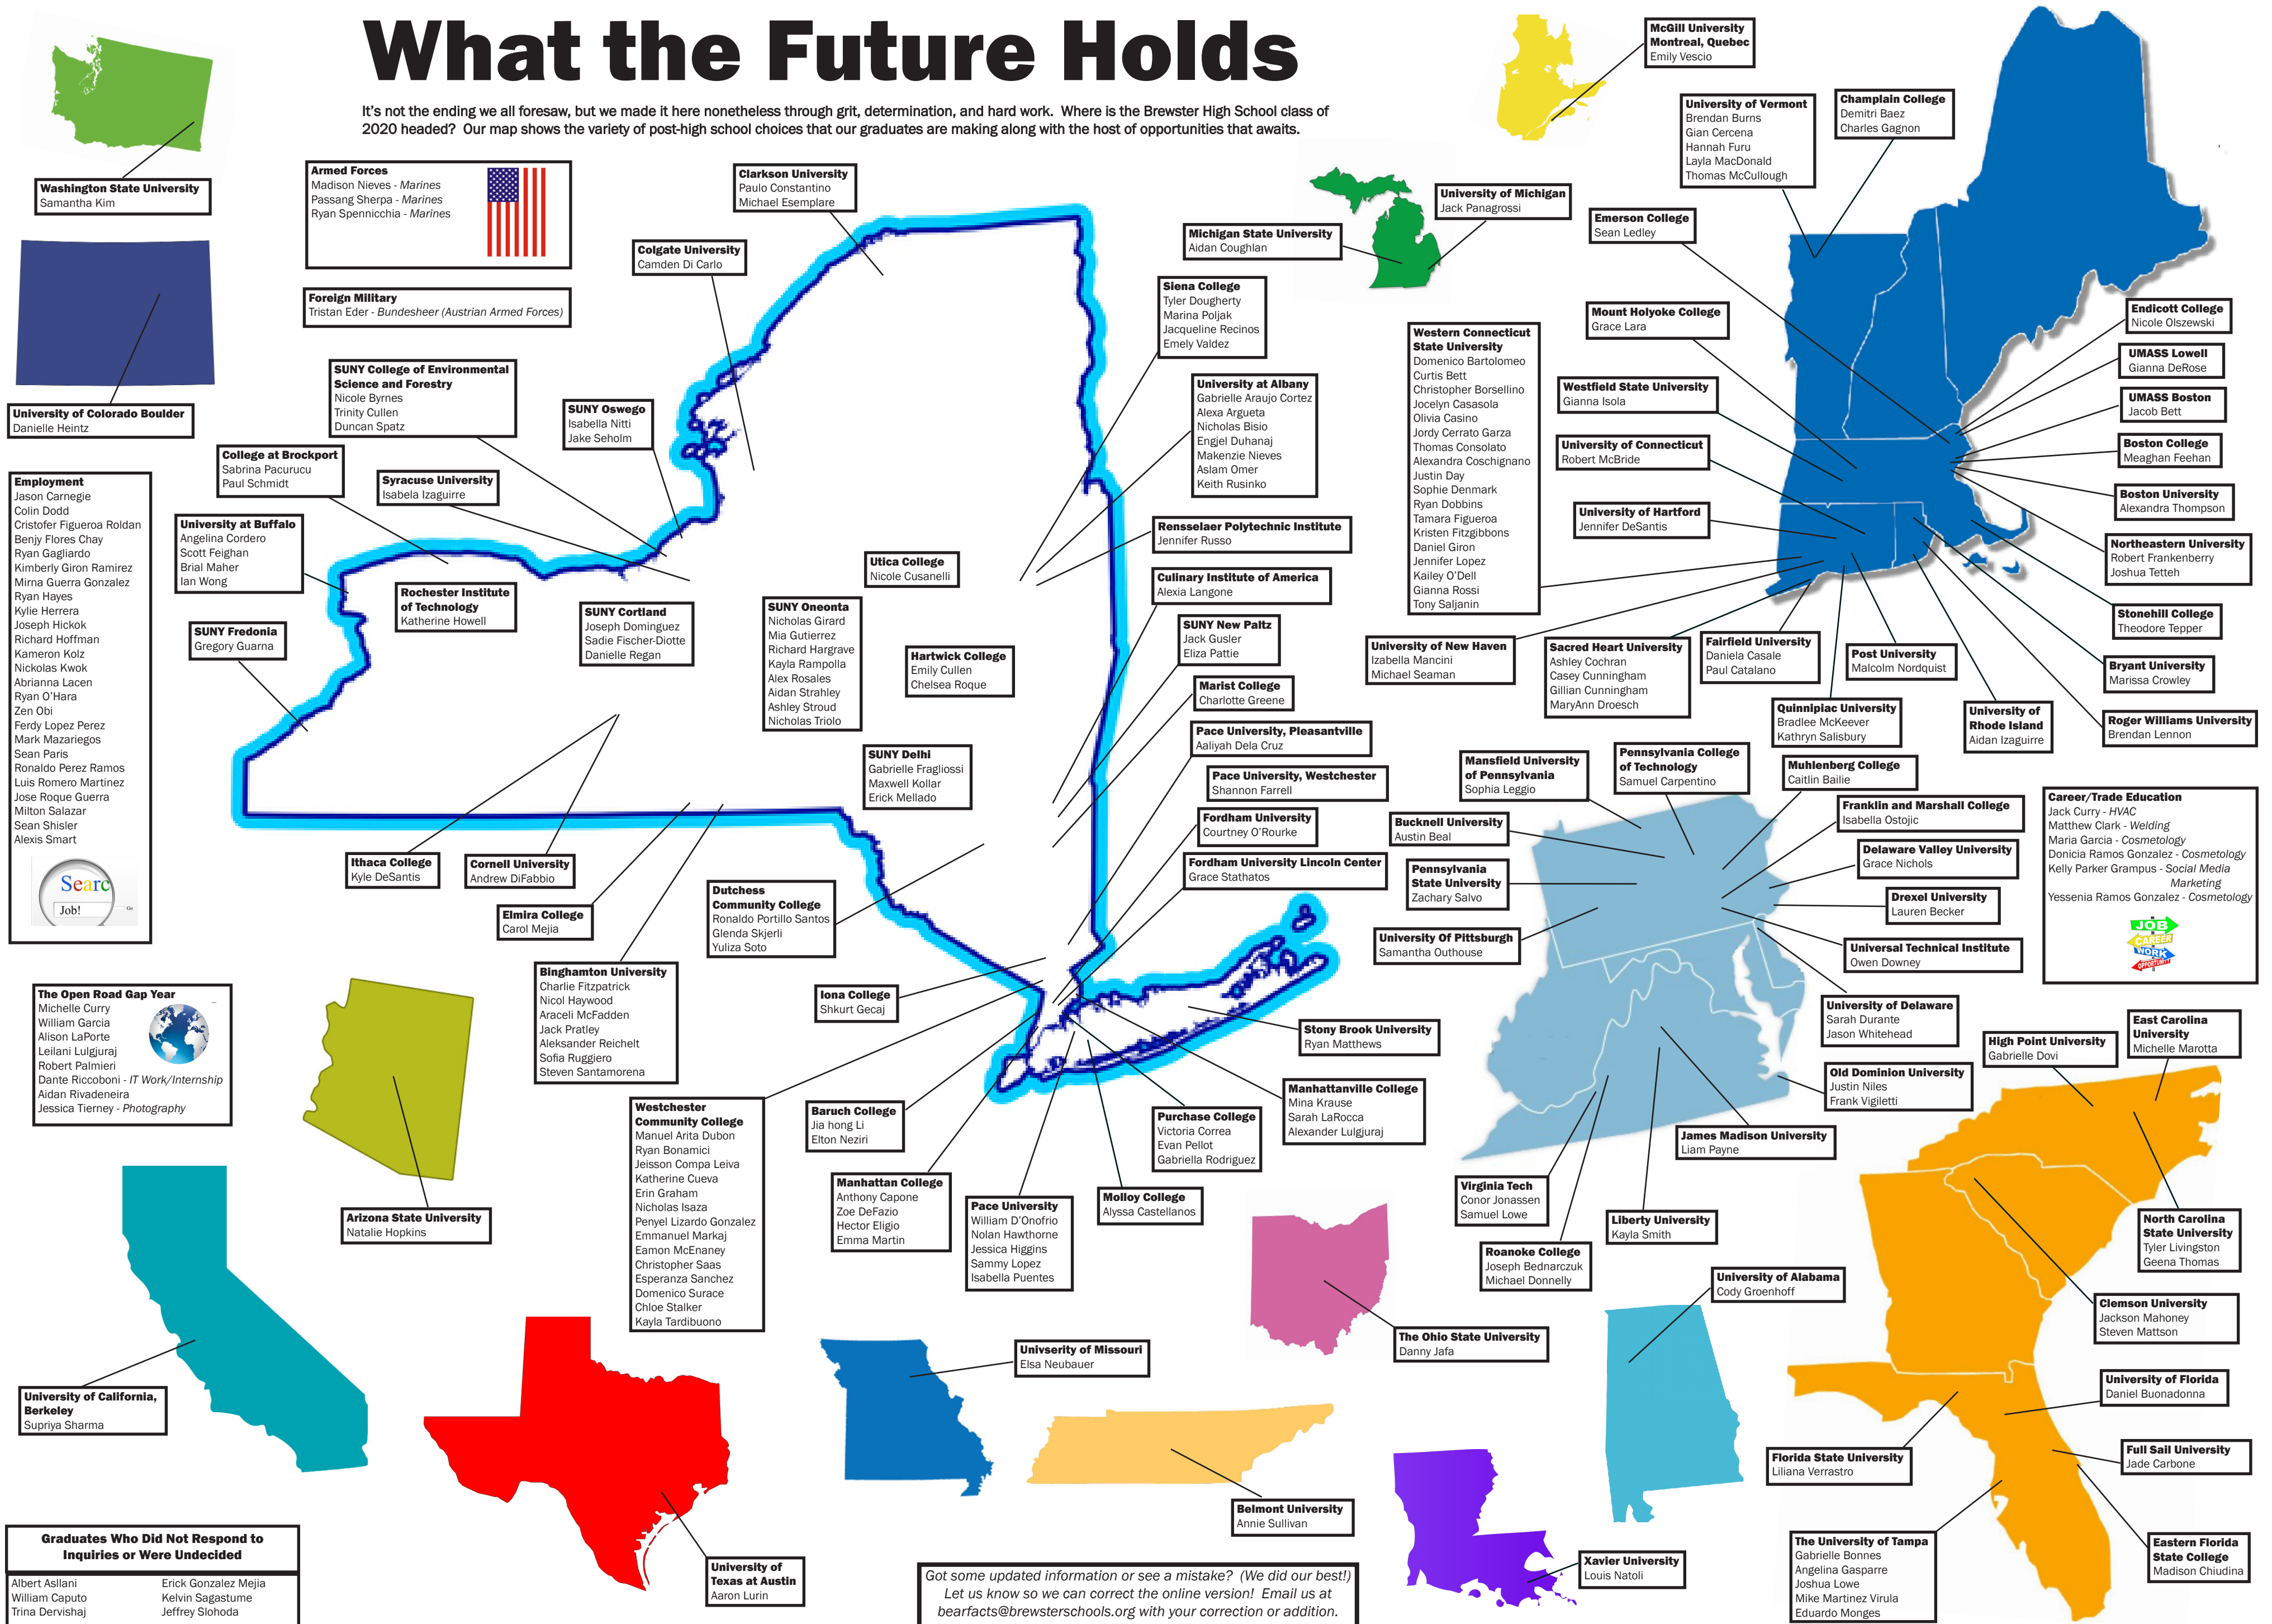 What the Future Holds
It's not the ending we all foresaw, but we made it here nonetheless through grit, determination, and hard work.  Where is the Brewster High School class of
2020 headed?  Our map shows the variety of post-high school choices that our graduates are making along with the host of opportunities that awaits.
McGill University
Montreal, Quebec
Emily Vescio
University of Vermont
Brendan Burns
Gian Cercena
Hannah Furu
Layla MacDonald
Thomas McCullough
Champlain College
Demitri Baez
Charles Gagnon
Washington State University
Samantha Kim
Armed Forces
Madison Nieves - Marines
Passang Sherpa - Marines
Ryan Spennicchia - Marines
Foreign Military
Tristan Eder - Bundesheer (Austrian Armed Forces)
Clarkson University
Paulo Constantino
Michael Esemplare
Colgate University
Camden Di Carlo
University of Michigan
Jack Panagrossi
Michigan State University
Aidan Coughlan
Emerson College
Sean Ledley
Siena College
Tyler Dougherty
Marina Poljak
Jacqueline Recinos
Emely Valdez
Mount Holyoke College
Grace Lara
Endicott College
Nicole Olszewski
UMASS Lowell
Gianna DeRose
UMASS Boston
Jacob Bett
Boston College
Meaghan Feehan
Boston University
Alexandra Thompson
Northeastern University
Robert Frankenberry
Joshua Tetteh
Stonehill College
Theodore Tepper
Bryant University
Marissa Crowley
Roger Williams University
Brendan Lennon
Western Connecticut
State University
Domenico Bartolomeo
Curtis Bett
Christopher Borsellino
Jocelyn Casasola
Olivia Casino
Jordy Cerrato Garza
Thomas Consolato
Alexandra Coschignano
Justin Day
Sophie Denmark
Ryan Dobbins
Tamara Figueroa
Kristen Fitzgibbons
Daniel Giron
Jennifer Lopez
Kailey O'Dell
Gianna Rossi
Tony Saljanin
Westfield State University
Gianna Isola
University of Connecticut
Robert McBride
University of Hartford
Jennifer DeSantis
University of Colorado Boulder
Danielle Heintz
SUNY College of Environmental
Science and Forestry
Nicole Byrnes
Trinity Cullen
Duncan Spatz
SUNY Oswego
Isabella Nitti
Jake Seholm
University at Albany
Gabrielle Araujo Cortez
Alexa Argueta
Nicholas Bisio
Engjel Duhanaj
Makenzie Nieves
Aslam Omer
Keith Rusinko
College at Brockport
Sabrina Pacurucu
Paul Schmidt
Syracuse University
Isabela Izaguirre
Employment
Jason Carnegie
Colin Dodd
Cristofer Figueroa Roldan
Benjy Flores Chay
Ryan Gagliardo
Kimberly Giron Ramirez
Mirna Guerra Gonzalez
Ryan Hayes
Kylie Herrera
Joseph Hickok
Richard Hoffman
Kameron Kolz
Nickolas Kwok
Abrianna Lacen
Ryan O'Hara
Zen Obi
Ferdy Lopez Perez
Mark Mazariegos
Sean Paris
Ronaldo Perez Ramos
Luis Romero Martinez
Jose Roque Guerra
Milton Salazar
Sean Shisler
Alexis Smart
Searc
Job!
Go
University at Buffalo
Angelina Cordero
Scott Feighan
Brial Maher
Ian Wong
Rensselaer Polytechnic Institute
Jennifer Russo
Utica College
Nicole Cusanelli
Culinary Institute of America
Alexia Langone
Rochester Institute
of Technology
Katherine Howell
SUNY Cortland
Joseph Dominguez
Sadie Fischer-Diotte
Danielle Regan
SUNY Oneonta
Nicholas Girard
Mia Gutierrez
Richard Hargrave
Kayla Rampolla
Alex Rosales
Aidan Strahley
Ashley Stroud
Nicholas Triolo
SUNY Fredonia
Gregory Guarna
SUNY New Paltz
Jack Gusler
Eliza Pattie
Hartwick College
Emily Cullen
Chelsea Roque
Marist College
Charlotte Greene
University of New Haven
Izabella Mancini
Michael Seaman
Sacred Heart University
Ashley Cochran
Casey Cunningham
Gillian Cunningham
MaryAnn Droesch
Fairfield University
Daniela Casale
Paul Catalano
Post University
Malcolm Nordquist
Quinnipiac University
Bradlee McKeever
Kathryn Salisbury
University of
Rhode Island
Aidan Izaguirre
Pace University, Pleasantville
Aaliyah Dela Cruz
SUNY Delhi
Gabrielle Fragliossi
Maxwell Kollar
Erick Mellado
Pace University, Westchester
Shannon Farrell
Fordham University
Courtney O'Rourke
Fordham University Lincoln Center
Grace Stathatos
Mansfield University
of Pennsylvania
Sophia Leggio
Pennsylvania College
of Technology
Samuel Carpentino
Muhlenberg College
Caitlin Bailie
Franklin and Marshall College
Isabella Ostojic
Bucknell University
Austin Beal
Delaware Valley University
Grace Nichols
Pennsylvania
State University
Zachary Salvo
Drexel University
Lauren Becker
University Of Pittsburgh
Samantha Outhouse
Universal Technical Institute
Owen Downey
Career/Trade Education
Jack Curry - HVAC
Matthew Clark - Welding
Maria Garcia - Cosmetology
Donicia Ramos Gonzalez - Cosmetology
Kelly Parker Grampus - Social Media
Marketing
Yessenia Ramos Gonzalez - Cosmetology
JOB
CAREER
WORK
OPPORTUNITY
Ithaca College
Kyle DeSantis
Cornell University
Andrew DiFabbio
Elmira College
Carol Mejia
Dutchess
Community College
Ronaldo Portillo Santos
Glenda Skjerli
Yuliza Soto
Binghamton University
Charlie Fitzpatrick
Nicol Haywood
Araceli McFadden
Jack Pratley
Aleksander Reichelt
Sofia Ruggiero
Steven Santamorena
Iona College
Shkurt Gecaj
The Open Road Gap Year
Michelle Curry
William Garcia
Alison LaPorte
Leilani Lulgjuraj
Robert Palmieri
Dante Riccoboni - IT Work/Internship
Aidan Rivadeneira
Jessica Tierney - Photography
Stony Brook University
Ryan Matthews
University of Delaware
Sarah Durante
Jason Whitehead
High Point University
Gabrielle Dovi
East Carolina
University
Michelle Marotta
Old Dominion University
Justin Niles
Frank Vigiletti
Manhattanville College
Mina Krause
Sarah LaRocca
Alexander Lulgjuraj
Westchester
Community College
Manuel Arita Dubon
Ryan Bonamici
Jeisson Compa Leiva
Katherine Cueva
Erin Graham
Nicholas Isaza
Penyel Lizardo Gonzalez
Emmanuel Markaj
Eamon McEnaney
Christopher Saas
Esperanza Sanchez
Domenico Surace
Chloe Stalker
Kayla Tardibuono
Baruch College
Jia hong Li
Elton Neziri
Purchase College
Victoria Correa
Evan Pellot
Gabriella Rodriguez
James Madison University
Liam Payne
Manhattan College
Anthony Capone
Zoe DeFazio
Hector Eligio
Emma Martin
Pace University
William D'Onofrio
Nolan Hawthorne
Jessica Higgins
Sammy Lopez
Isabella Puentes
Molloy College
Alyssa Castellanos
Virginia Tech
Conor Jonassen
Samuel Lowe
Liberty University
Kayla Smith
Roanoke College
Joseph Bednarczuk
Michael Donnelly
Arizona State University
Natalie Hopkins
North Carolina
State University
Tyler Livingston
Geena Thomas
University of Alabama
Cody Groenhoff
Clemson University
Jackson Mahoney
Steven Mattson
The Ohio State University
Danny Jafa
Univserity of Missouri
Elsa Neubauer
University of California,
Berkeley
Supriya Sharma
University of Florida
Daniel Buonadonna
Florida State University
Liliana Verrastro
Full Sail University
Jade Carbone
Belmont University
Annie Sullivan
The University of Tampa
Gabrielle Bonnes
Angelina Gasparre
Joshua Lowe
Mike Martinez Virula
Eduardo Monges
Eastern Florida
State College
Madison Chiudina
Xavier University
Louis Natoli
University of
Texas at Austin
Aaron Lurin
Graduates Who Did Not Respond to
Inquiries or Were Undecided
Albert Asllani
William Caputo
Trina Dervishaj
Erick Gonzalez Mejia
Kelvin Sagastume
Jeffrey Slohoda
Got some updated information or see a mistake?  (We did our best!)
Let us know so we can correct the online version!  Email us at
bearfacts@brewsterschools.org with your correction or addition.